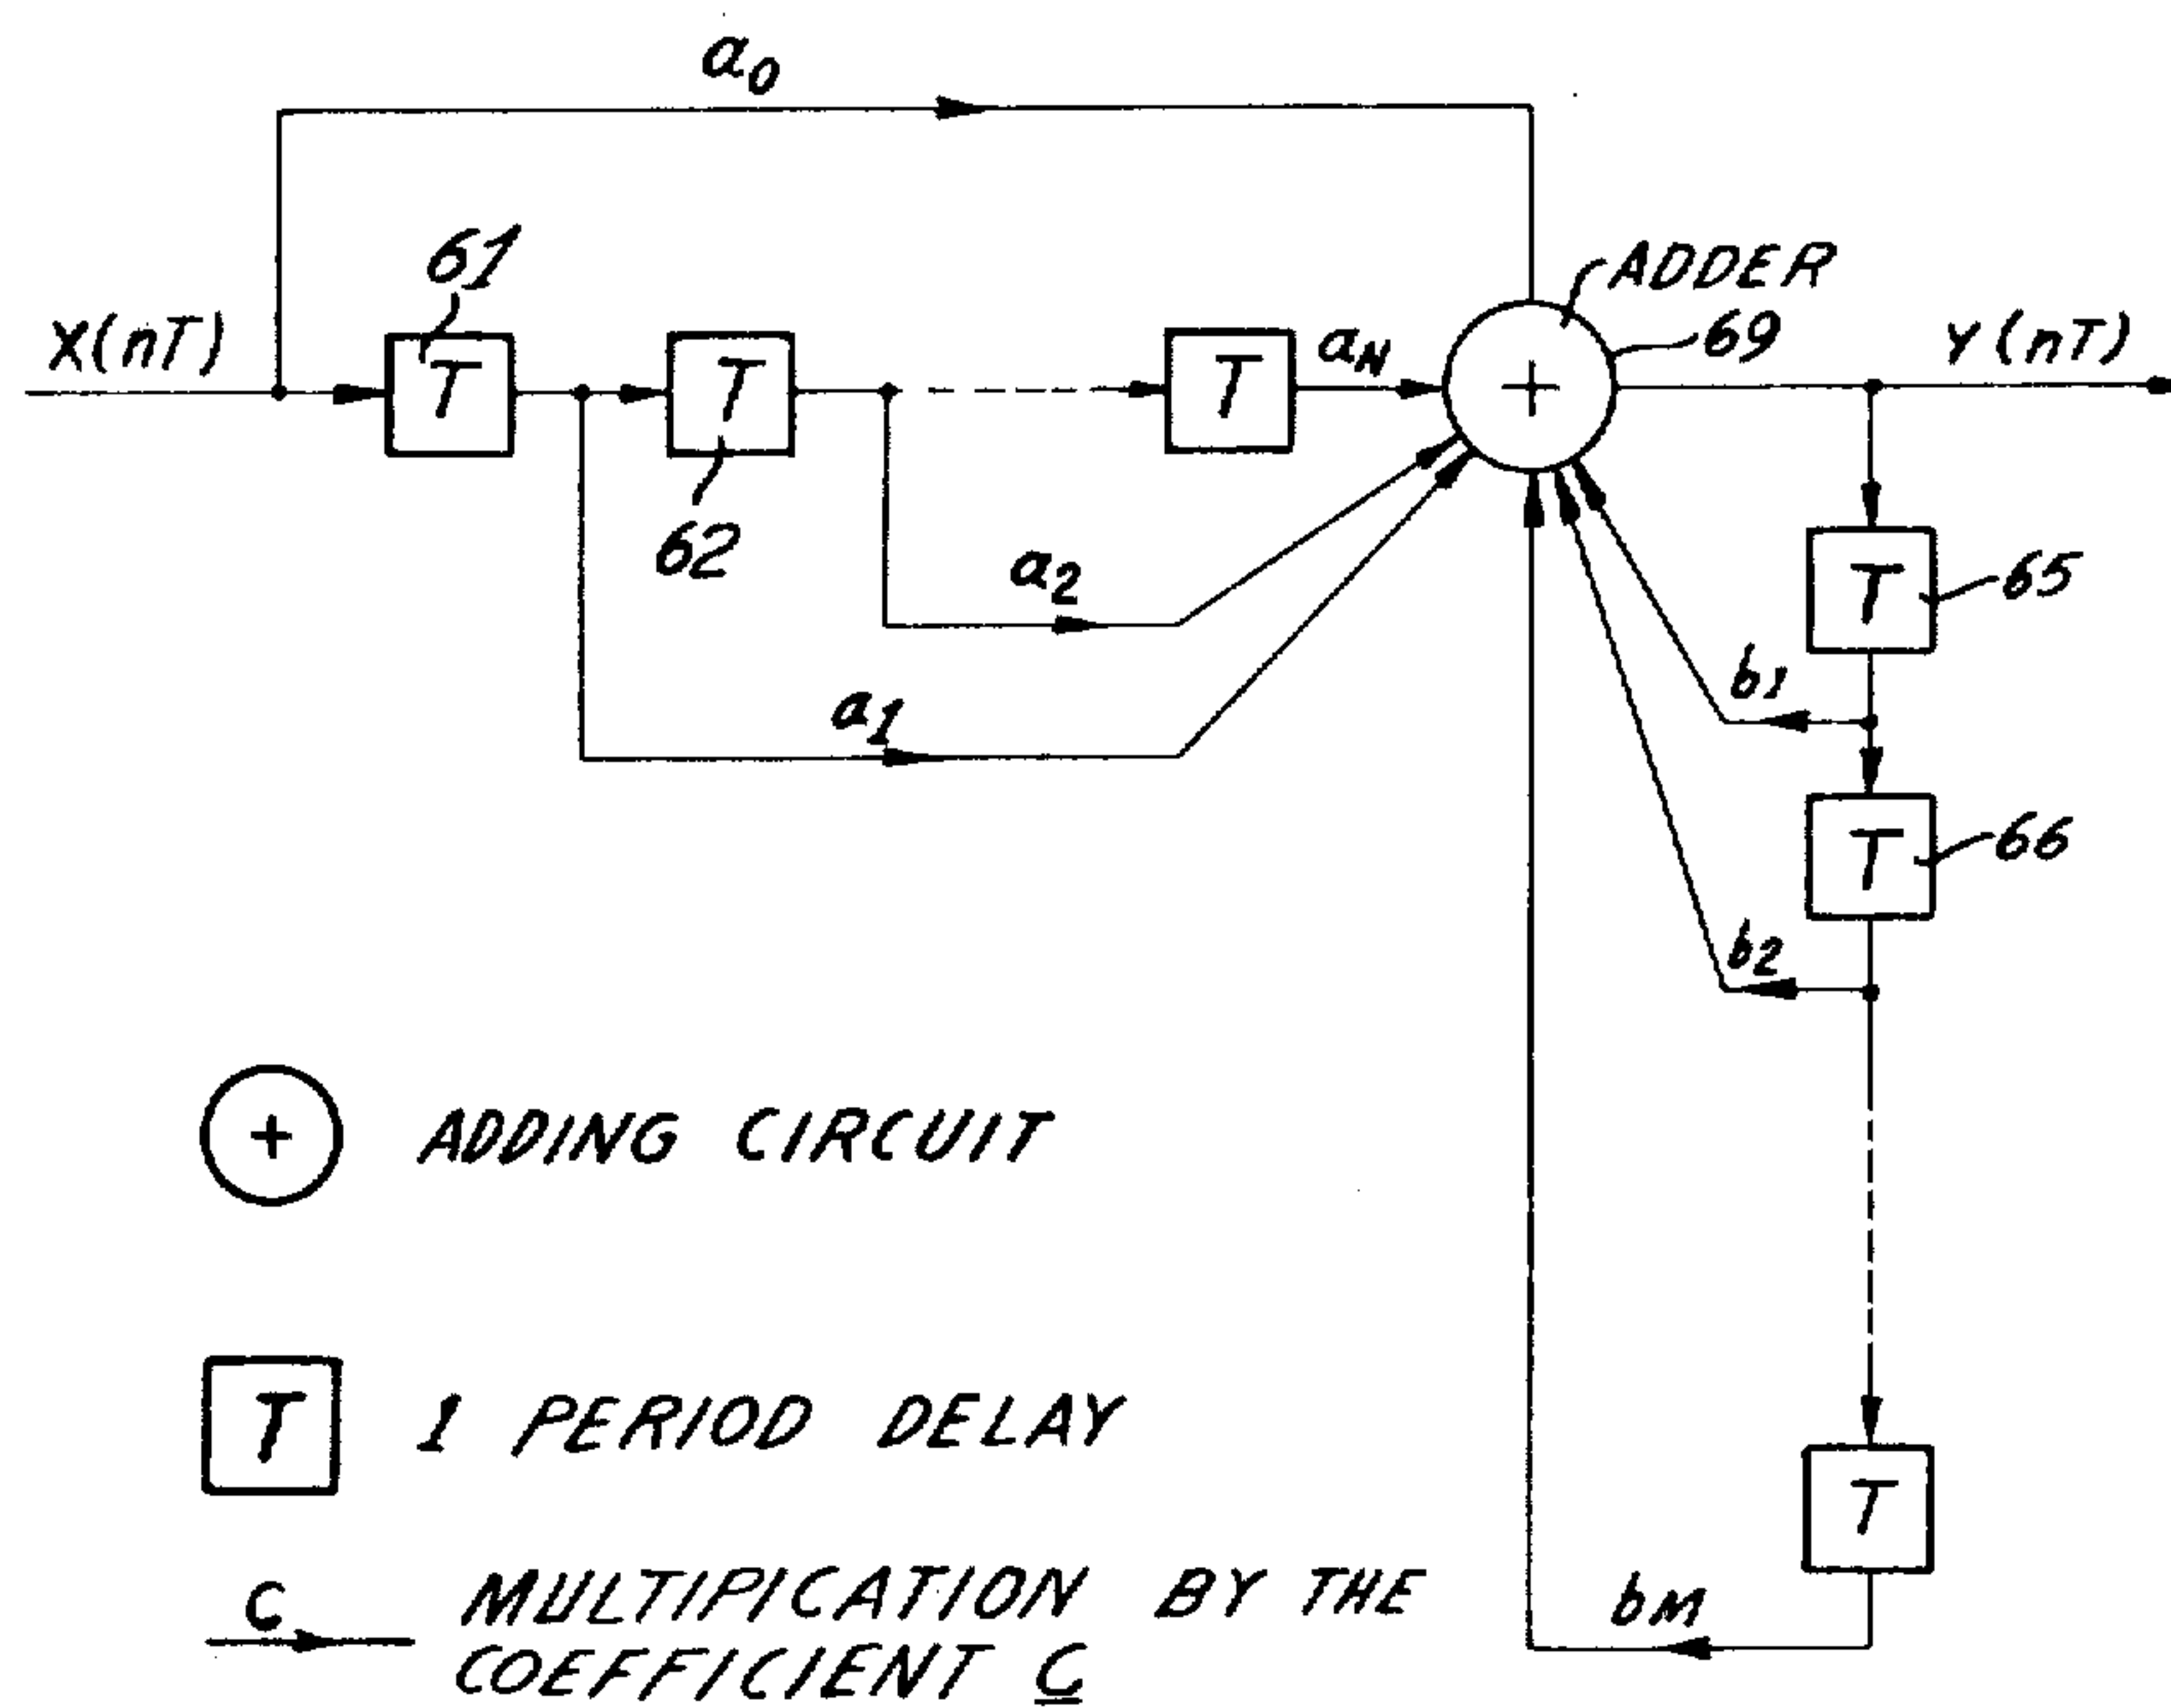 a0
61
ADDER
X(nT)
T
T
T
aN
+
69
Y(nT)
62
a2
T
65
b1
a1
T
66
b2
+ ADDING CIRCUIT
T 1 PERIOD DELAY
T
C MULTIPICATION BY THE
COEFFICIENT C
bM